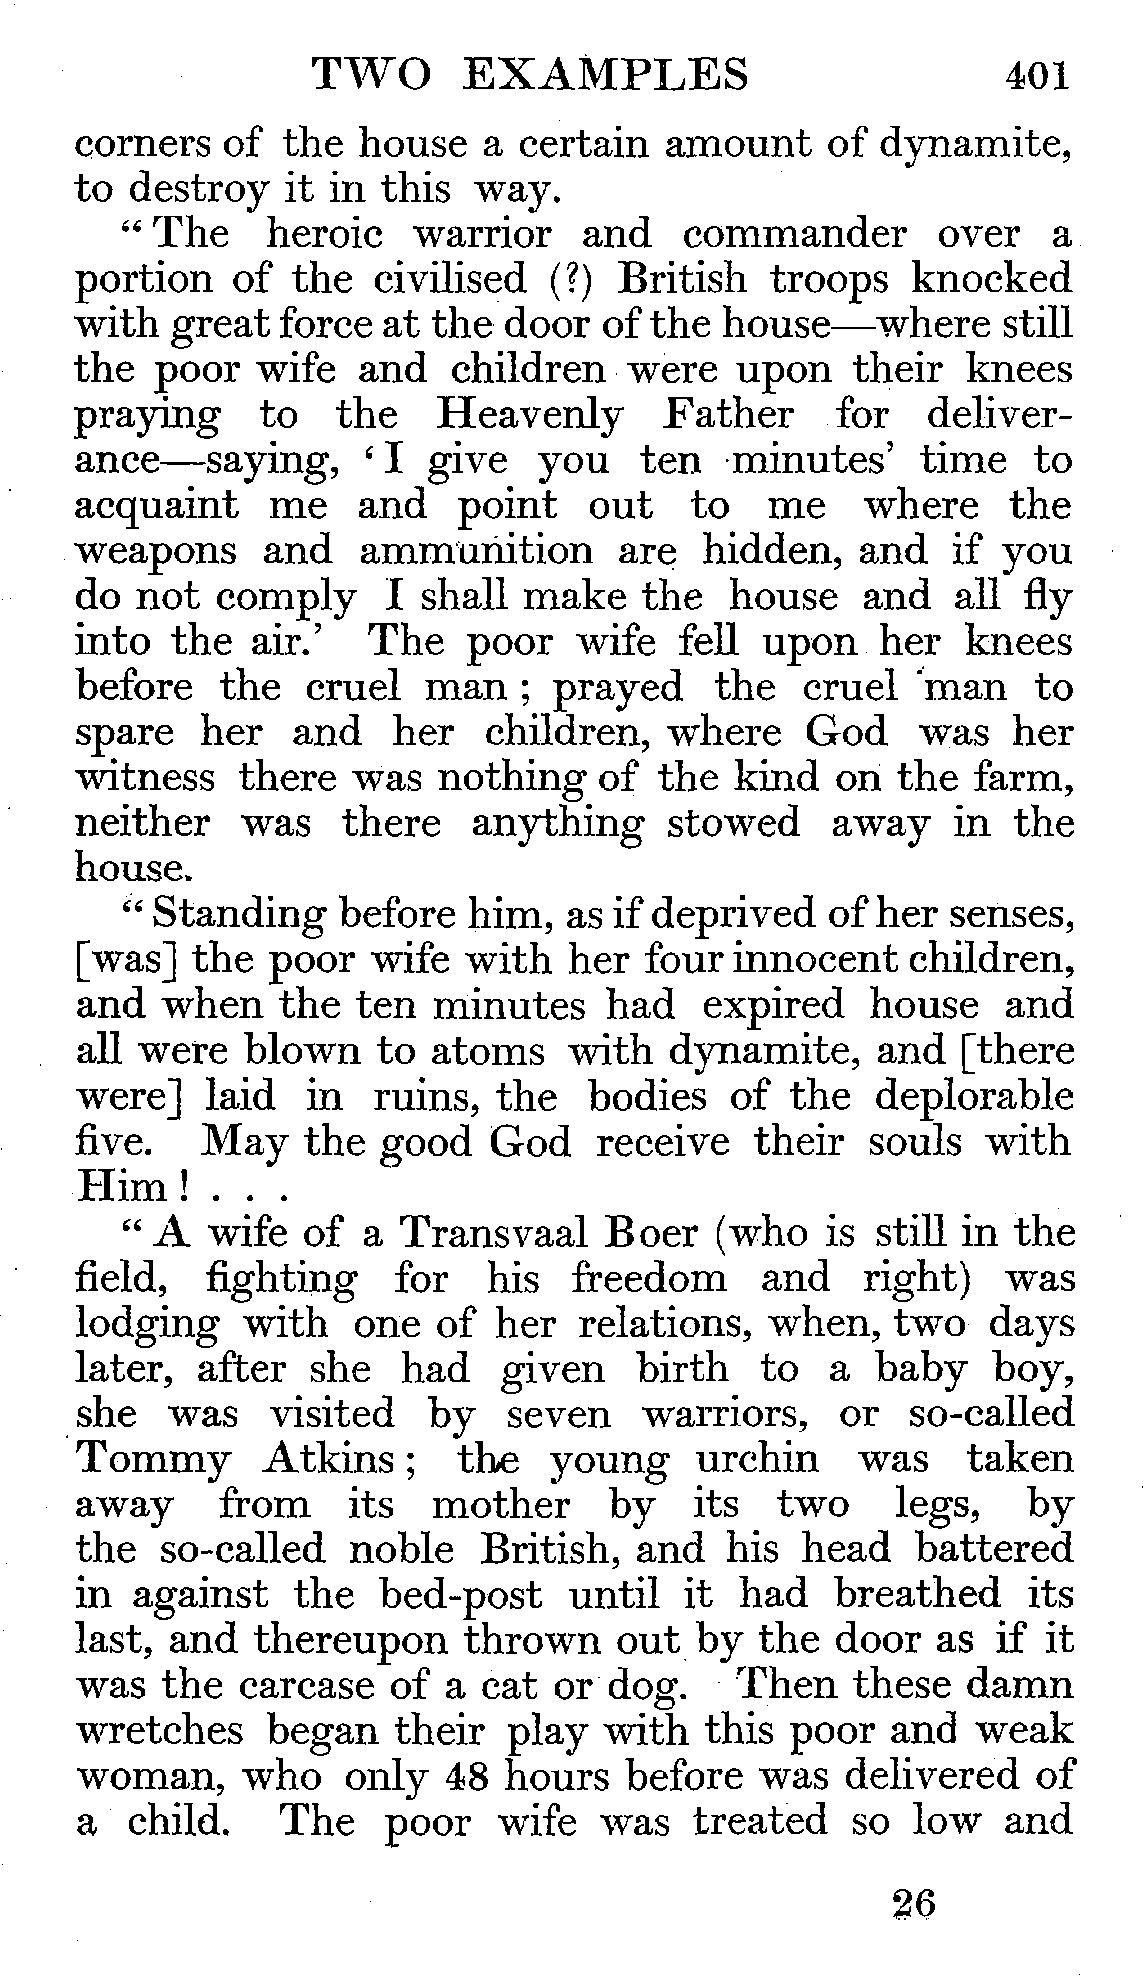 TWO EXAMPLES 401
corners of the house a certain amount of dynamite,
to destroy it in this way.
“ The heroic warrior and commander over a
portion of the civilised (?) British troops knocked
with great force at the door of the house—where still
the poor wife and children were upon their knees
praying to the Heavenly Father for deliver-
ance—saying, ‘ I give you ten minutes’ time to
acquaint me and point out to me where the
weapons and ammunition are hidden, and if you
do not comply I shall make the house and all fly
into the air.’ The poor wife fell upon her knees
before the cruel man ; prayed the cruel man to
spare her and her children, where God was her
witness there was nothing of the kind on the farm,
neither was there anything stowed away in the
house.
“ Standing before him, as if deprived of her senses,
[was] the poor wife with her four innocent children,
and when the ten minutes had expired house and
all were blown to atoms with dynamite, and [there
were] laid in ruins, the bodies of the deplorable
five. May the good God receive their souls with
Him ! . . .
“ A wife of a Transvaal Boer (who is still in the
field, fighting for his freedom and right) was
lodging with one of her relations, when, two days
later, after she had given birth to a baby boy,
she was visited by seven warriors, or so-called
Tommy Atkins ; the young urchin was taken
away from its mother by its two legs, by
the so-called noble British, and his head battered
in against the bed-post until it had breathed its
last, and thereupon thrown out by the door as if it
was the carcase of a cat or dog. Then these damn
wretches began their play with this poor and weak
woman, who only 48 hours before was delivered of
a child. The poor wife was treated so low and
26